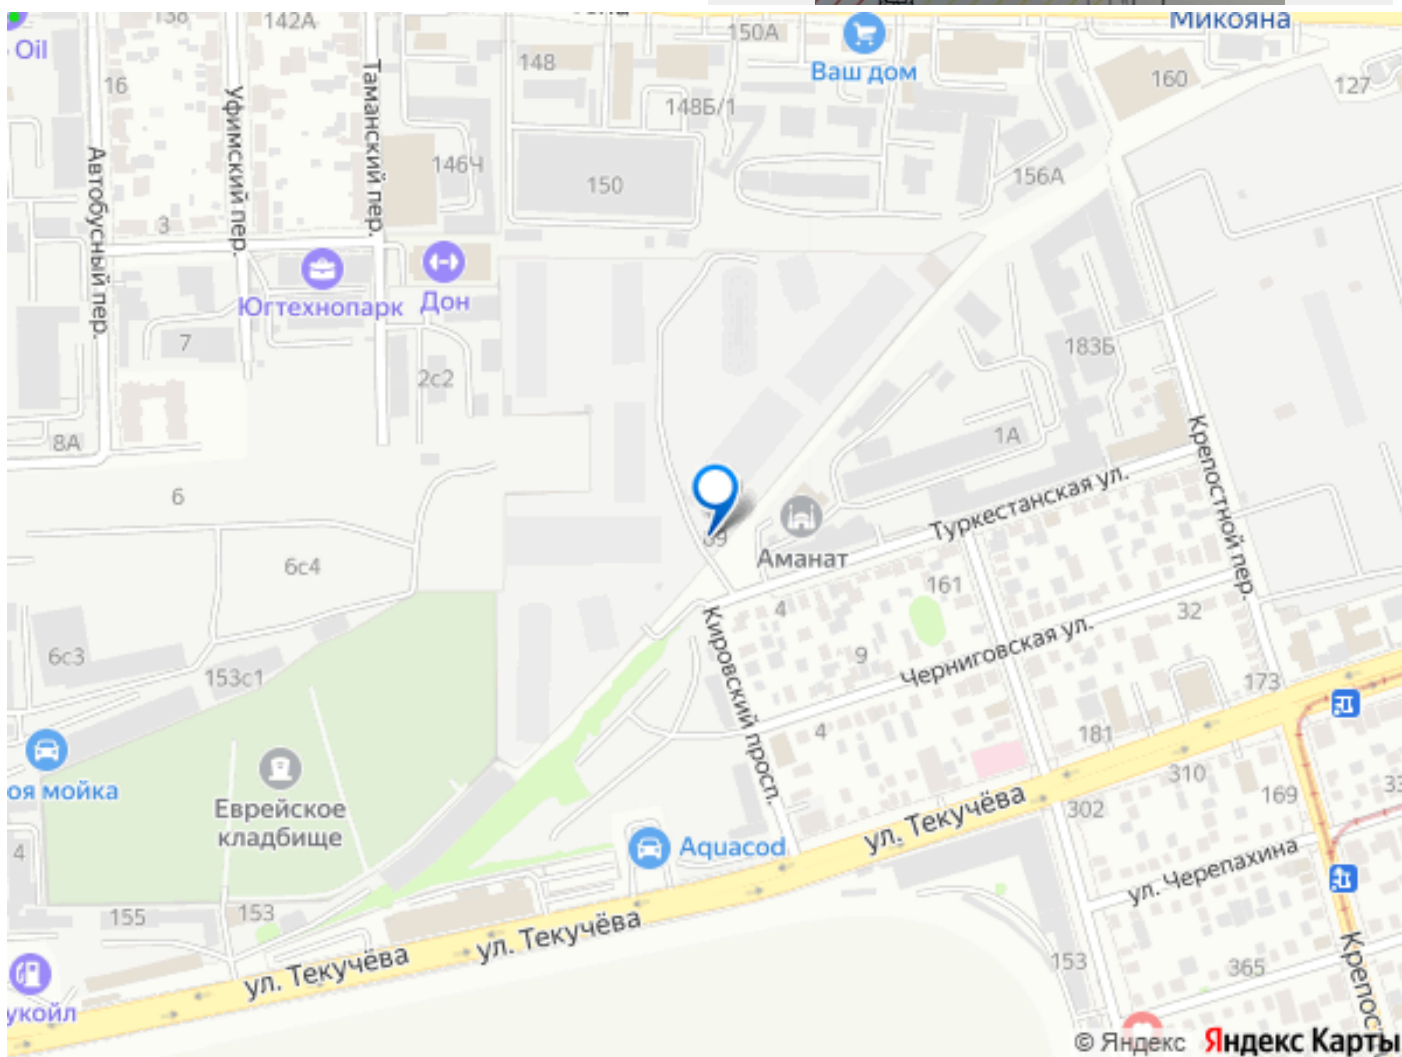 138
142А
150А
Микояна
Oil
148
Ваш дом
160
127
16
148Б/1
Уфимский пер.
Таманский пер.
Автобусный пер.
146Ч
150
156А
3
Югтехнопарк
Дон
7
183Б
2с2
8А
1А
Крепостной пер.
6
Туркестанская ул.
Аманат
6с4
161
4
32
Кировский просп.
Черниговская ул.
9
6с3
153с1
173
4
181
310
оя мойка
Еврейское
кладбище
169
302
ул. Текучёва
Aquacod
4
ул. Черепахина
155
153
ул. Текучёва
ул. Текучёва
153
365
укойл
© Яндекс Яндекс Карты